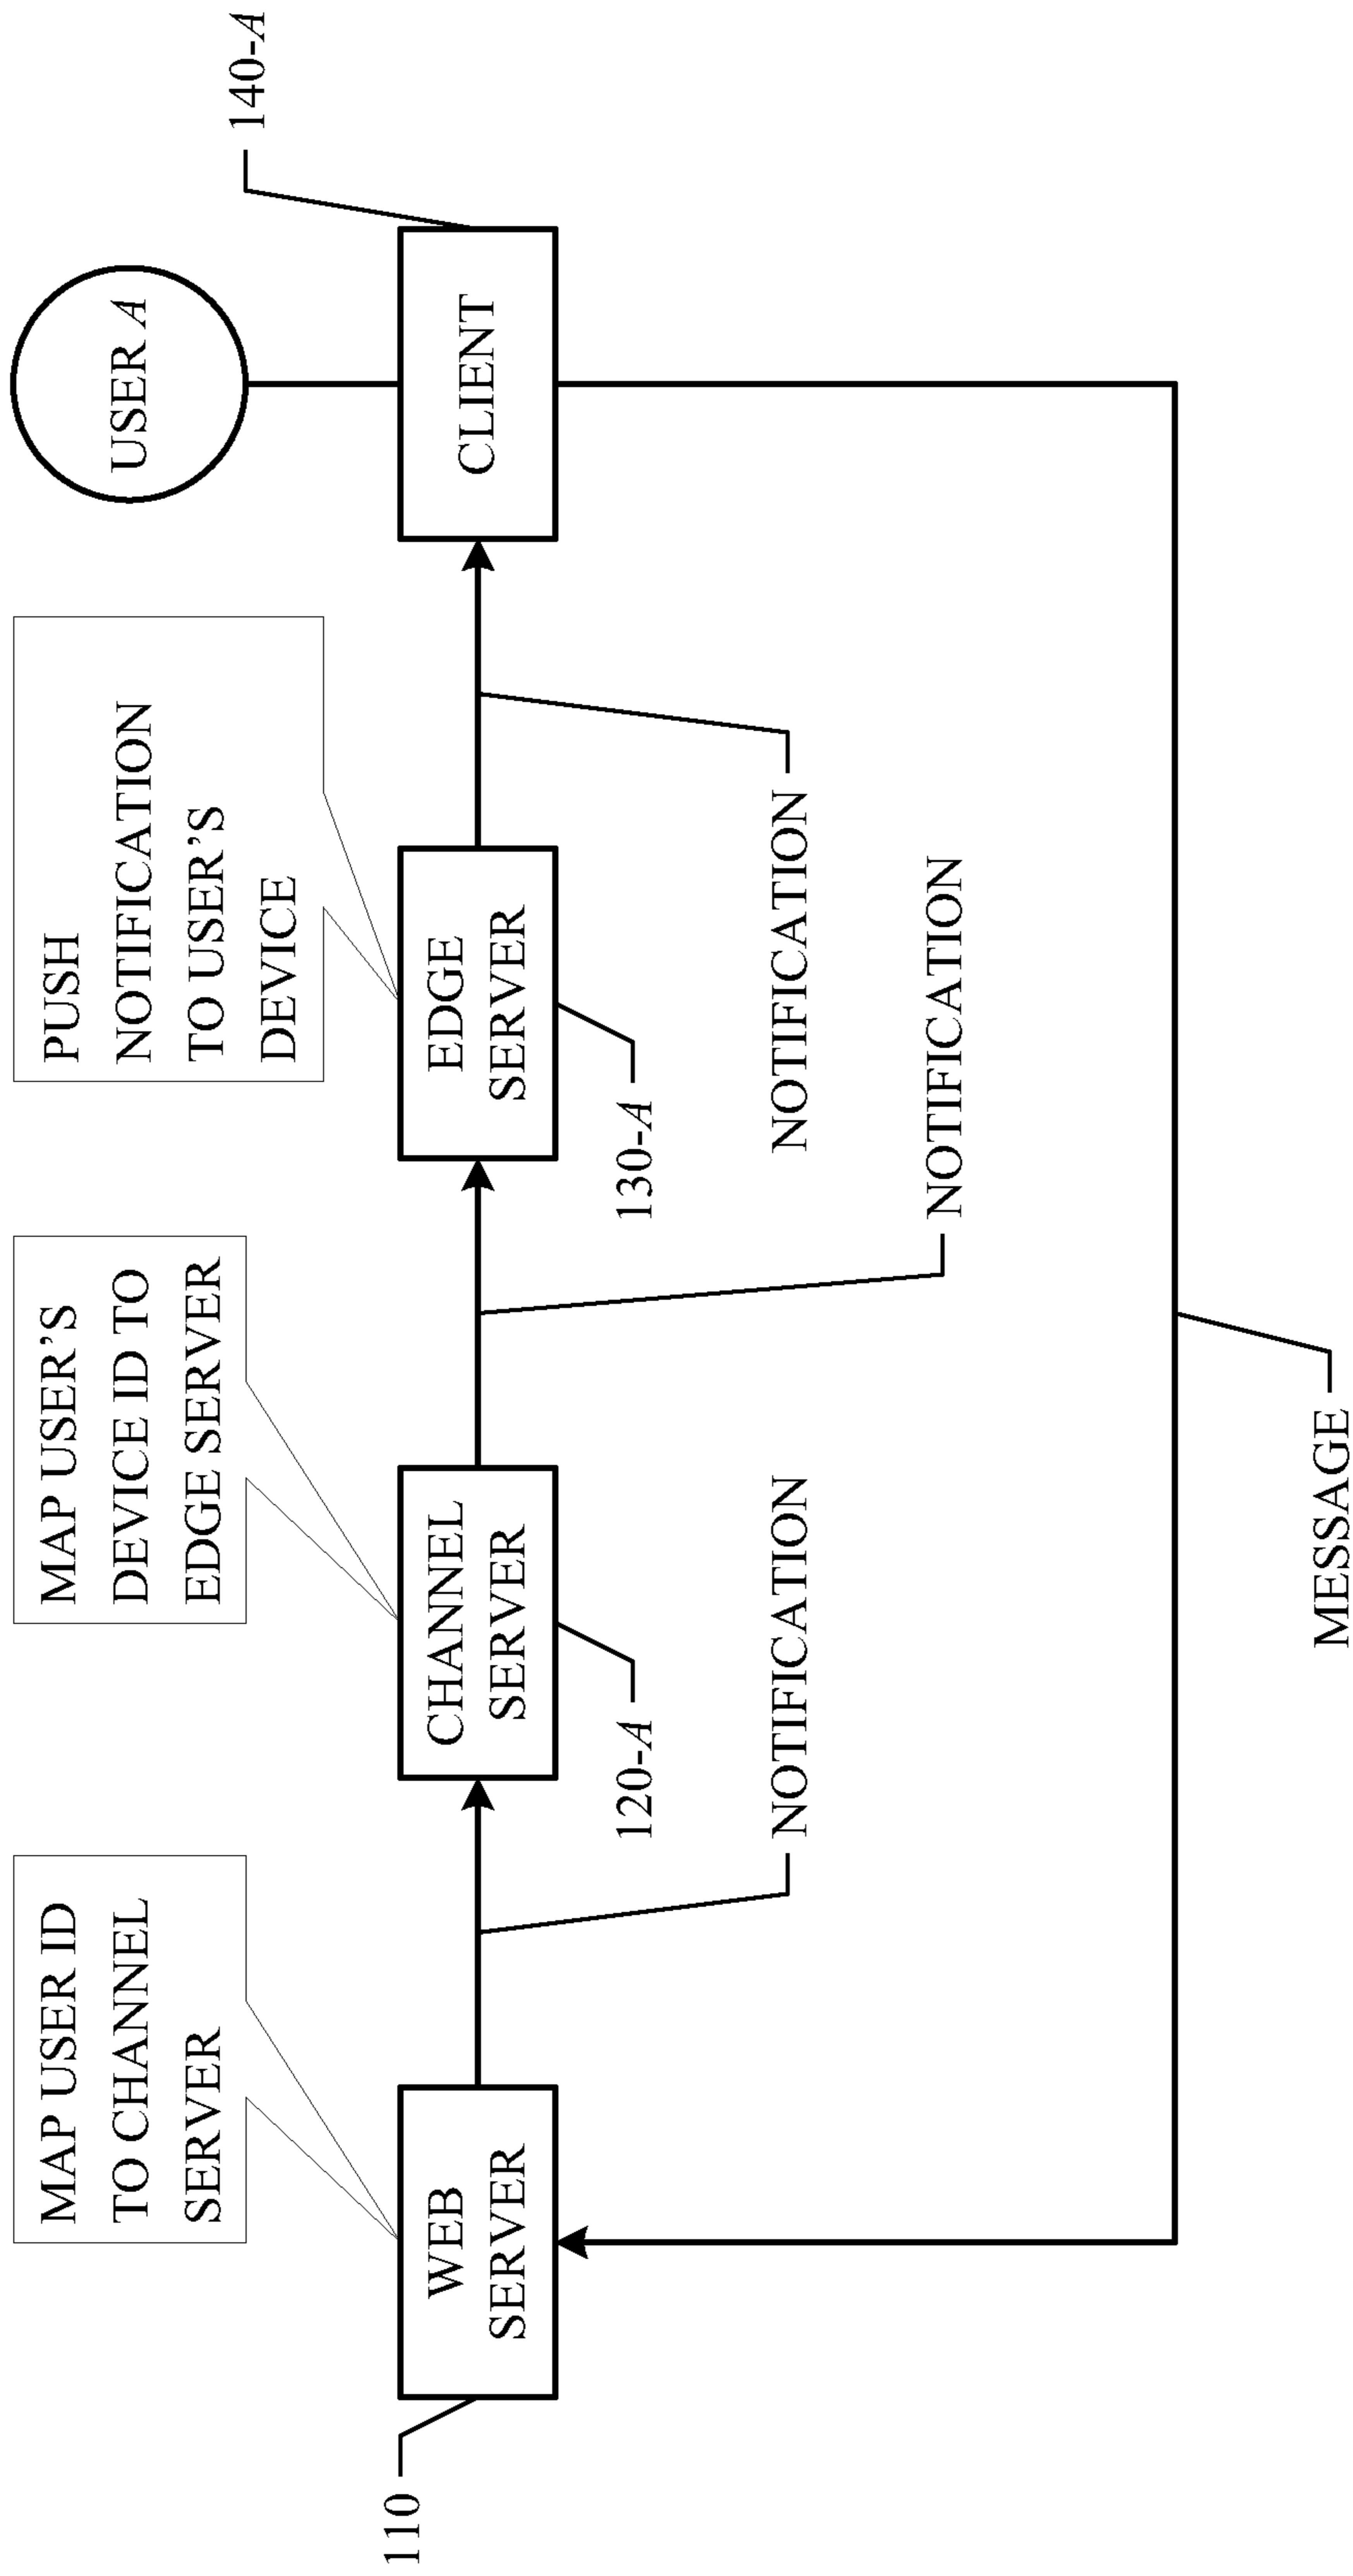 MAP USER ID
TO CHANNEL
SERVER
MAP USER'S
DEVICE ID TO
EDGE SERVER
PUSH
NOTIFICATION
TO USER'S
DEVICE
USER A
110
WEB
SERVER
CHANNEL
SERVER
EDGE
SERVER
CLIENT
140-A
120-A
130-A
NOTIFICATION
NOTIFICATION
NOTIFICATION
MESSAGE